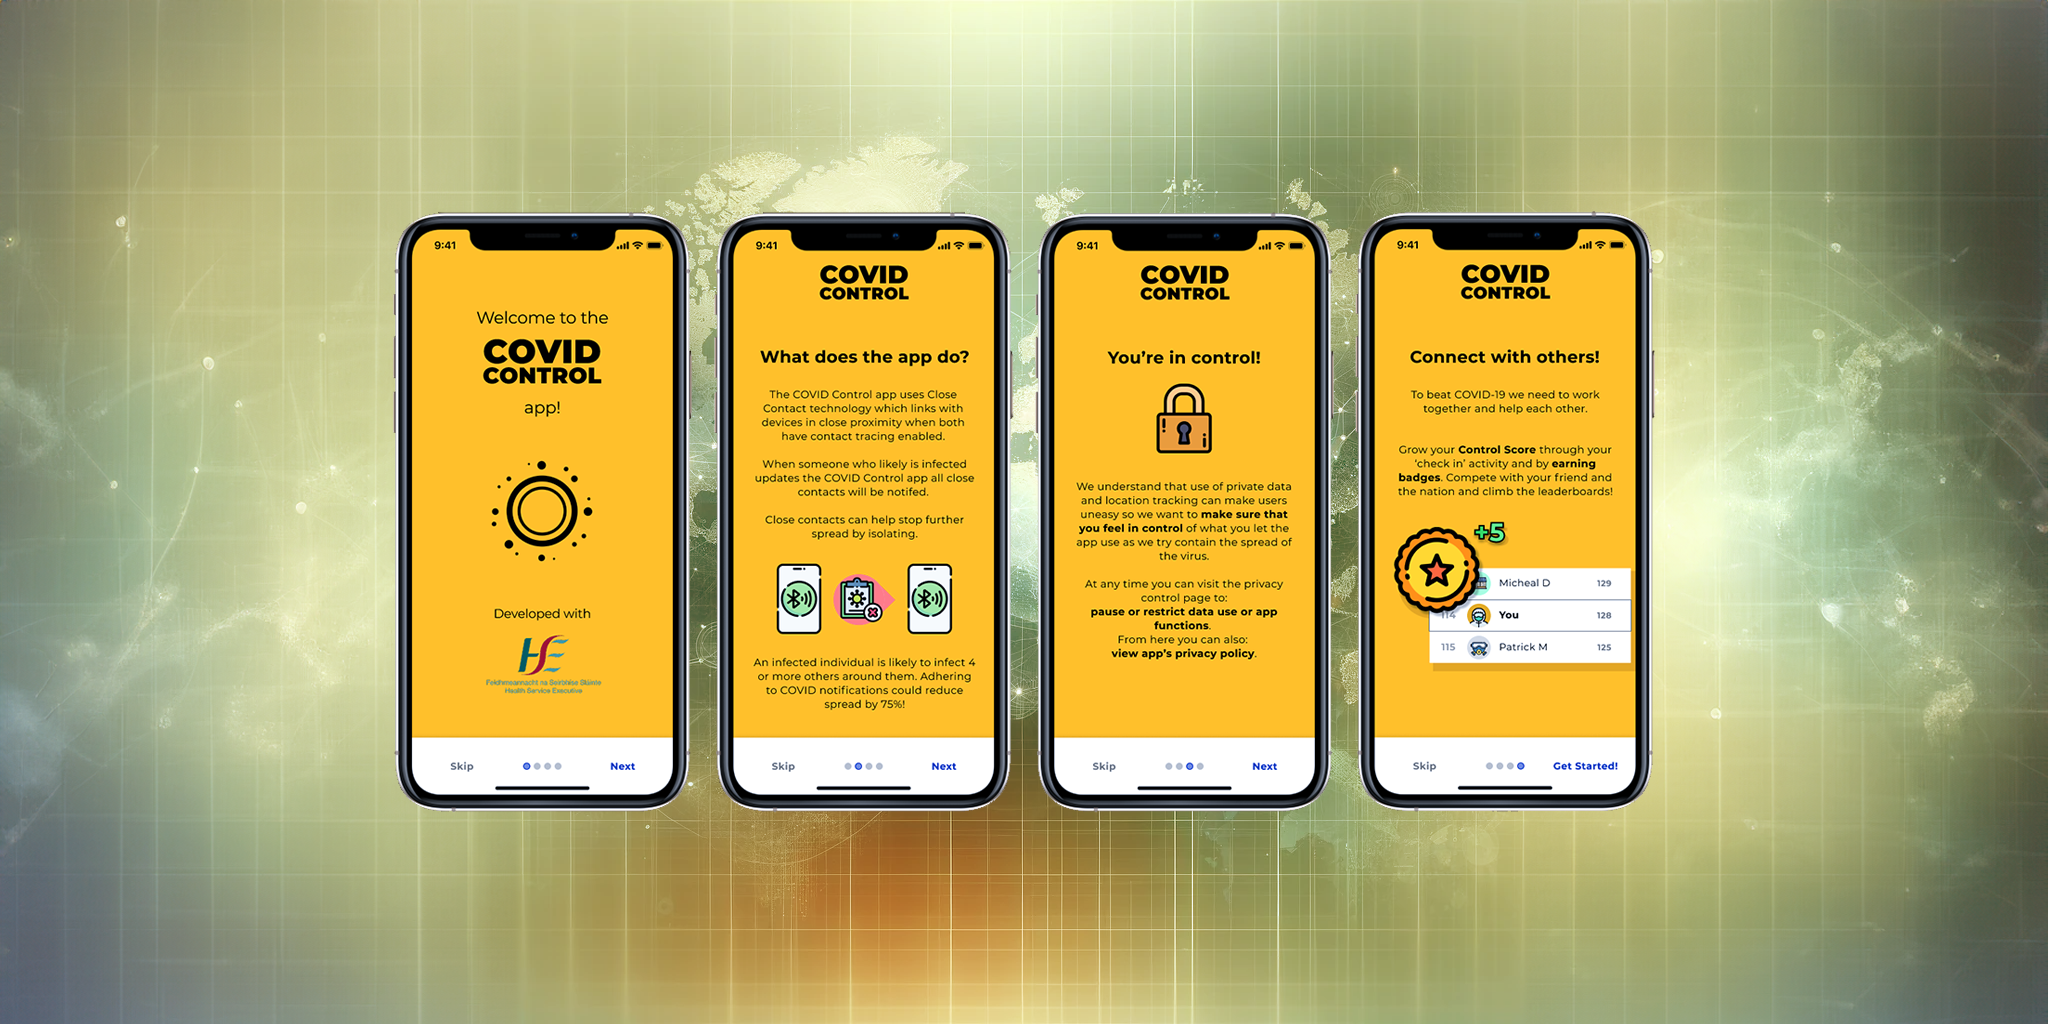 9:41
Welcome to the
COVID
CONTROL
app!
Developed with
Feidhmeannacht na Seirbhíse Sláinte
Health Service Executive
Skip
Next
9:41
COVID
CONTROL
What does the app do?
The COVID Control app uses Close
Contact technology which links with
devices in close proximity when both
have contact tracing enabled.
When someone who likely is infected
updates the COVID Control app all close
contacts will be notifed.
Close contacts can help stop further
spread by isolating.
An infected individual is likely to infect 4
or more others around them. Adhering
to COVID notifications could reduce
spread by 75%!
Skip
Next
9:41
COVID
CONTROL
You're in control!
We understand that use of private data
and location tracking can make users
uneasy so we want to make sure that
you feel in control of what you let the
app use as we try contain the spread of
the virus.
At any time you can visit the privacy
control page to:
pause or restrict data use or app
functions.
From here you can also:
view app's privacy policy.
Skip
Next
9:41
COVID
CONTROL
Connect with others!
To beat COVID-19 we need to work
together and help each other.
Grow your Control Score through your
'check in' activity and by earning
badges. Compete with your friend and
the nation and climb the leaderboards!
+5
Micheal D 129
114 You 128
115 Patrick M 125
Skip
Get Started!